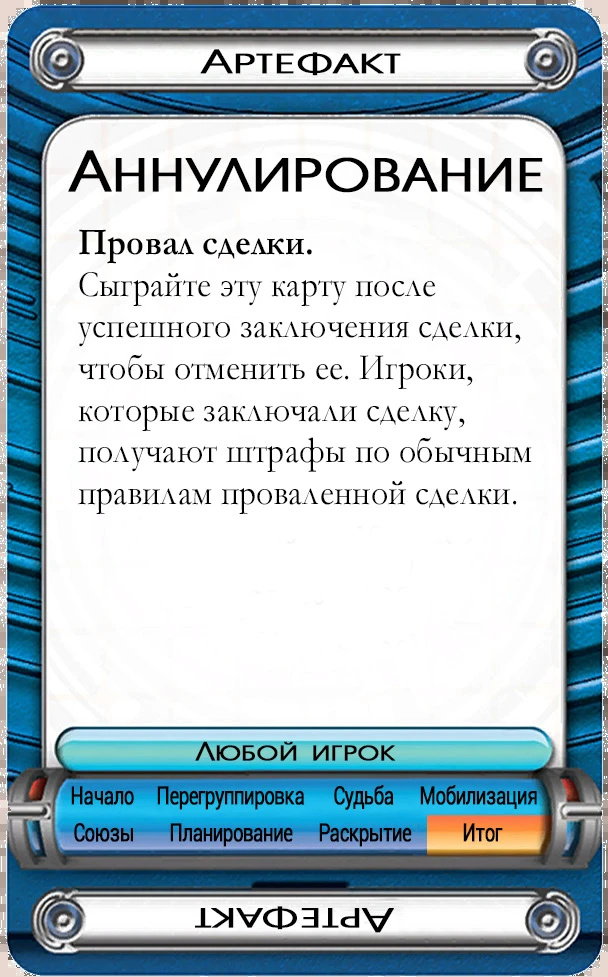 Артефакт
Аннулирование
Провал сделки.
Сыграйте эту карту после
успешного заключения сделки,
чтобы отменить ее. Игроки,
которые заключали сделку,
получают штрафы по обычным
правилам проваленной сделки.
Любой игрок
Начало Перегруппировка Судьба Мобилизация
Союзы Планирование Раскрытие Итог
Артефакт